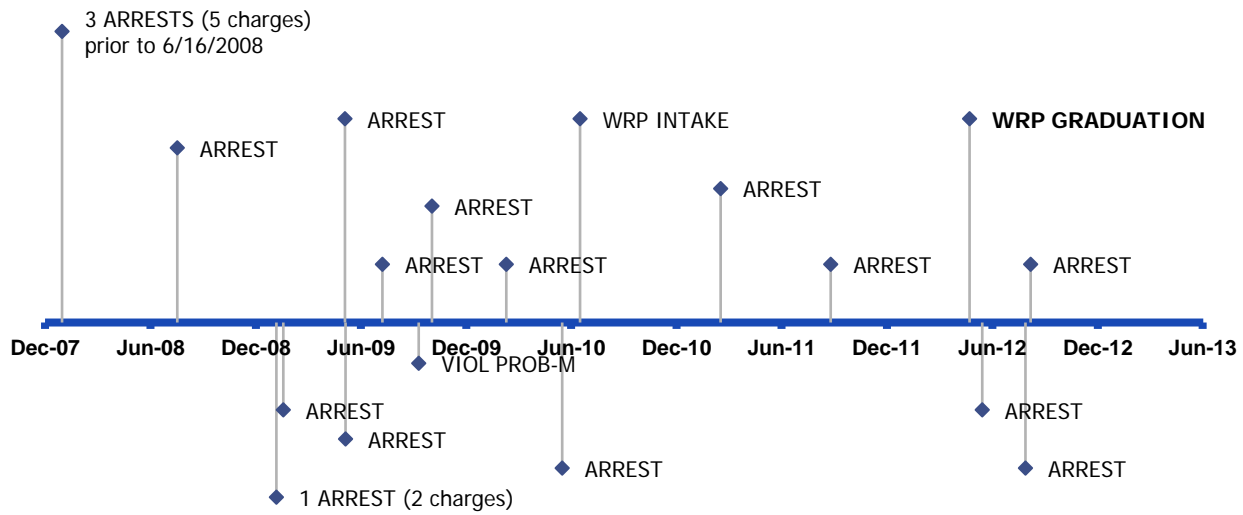 3 ARRESTS (5 charges)
prior to 6/16/2008
ARREST
WRP INTAKE
WRP GRADUATION
ARREST
ARREST
ARREST
ARREST
ARREST
ARREST
ARREST
Dec-07 Jun-08 Dec-08 Jun-09 Dec-09 Jun-10 Dec-10 Jun-11 Dec-11 Jun-12 Dec-12 Jun-13
VIOL PROB-M
ARREST
ARREST
ARREST
ARREST
ARREST
ARREST
1 ARREST (2 charges)